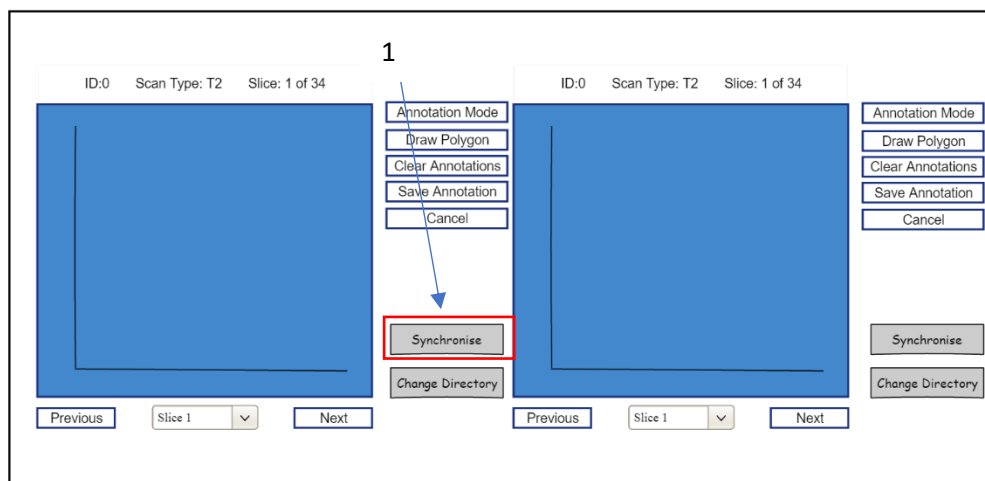 1
ID:0 Scan Type: T2 Slice: 1 of 34
Annotation Mode
Draw Polygon
Clear Annotations
Save Annotation
Cancel
Synchronise
Change Directory
Previous Slice 1 Next
ID:0 Scan Type: T2 Slice: 1 of 34
Annotation Mode
Draw Polygon
Clear Annotations
Save Annotation
Cancel
Synchronise
Change Directory
Previous Slice 1 Next